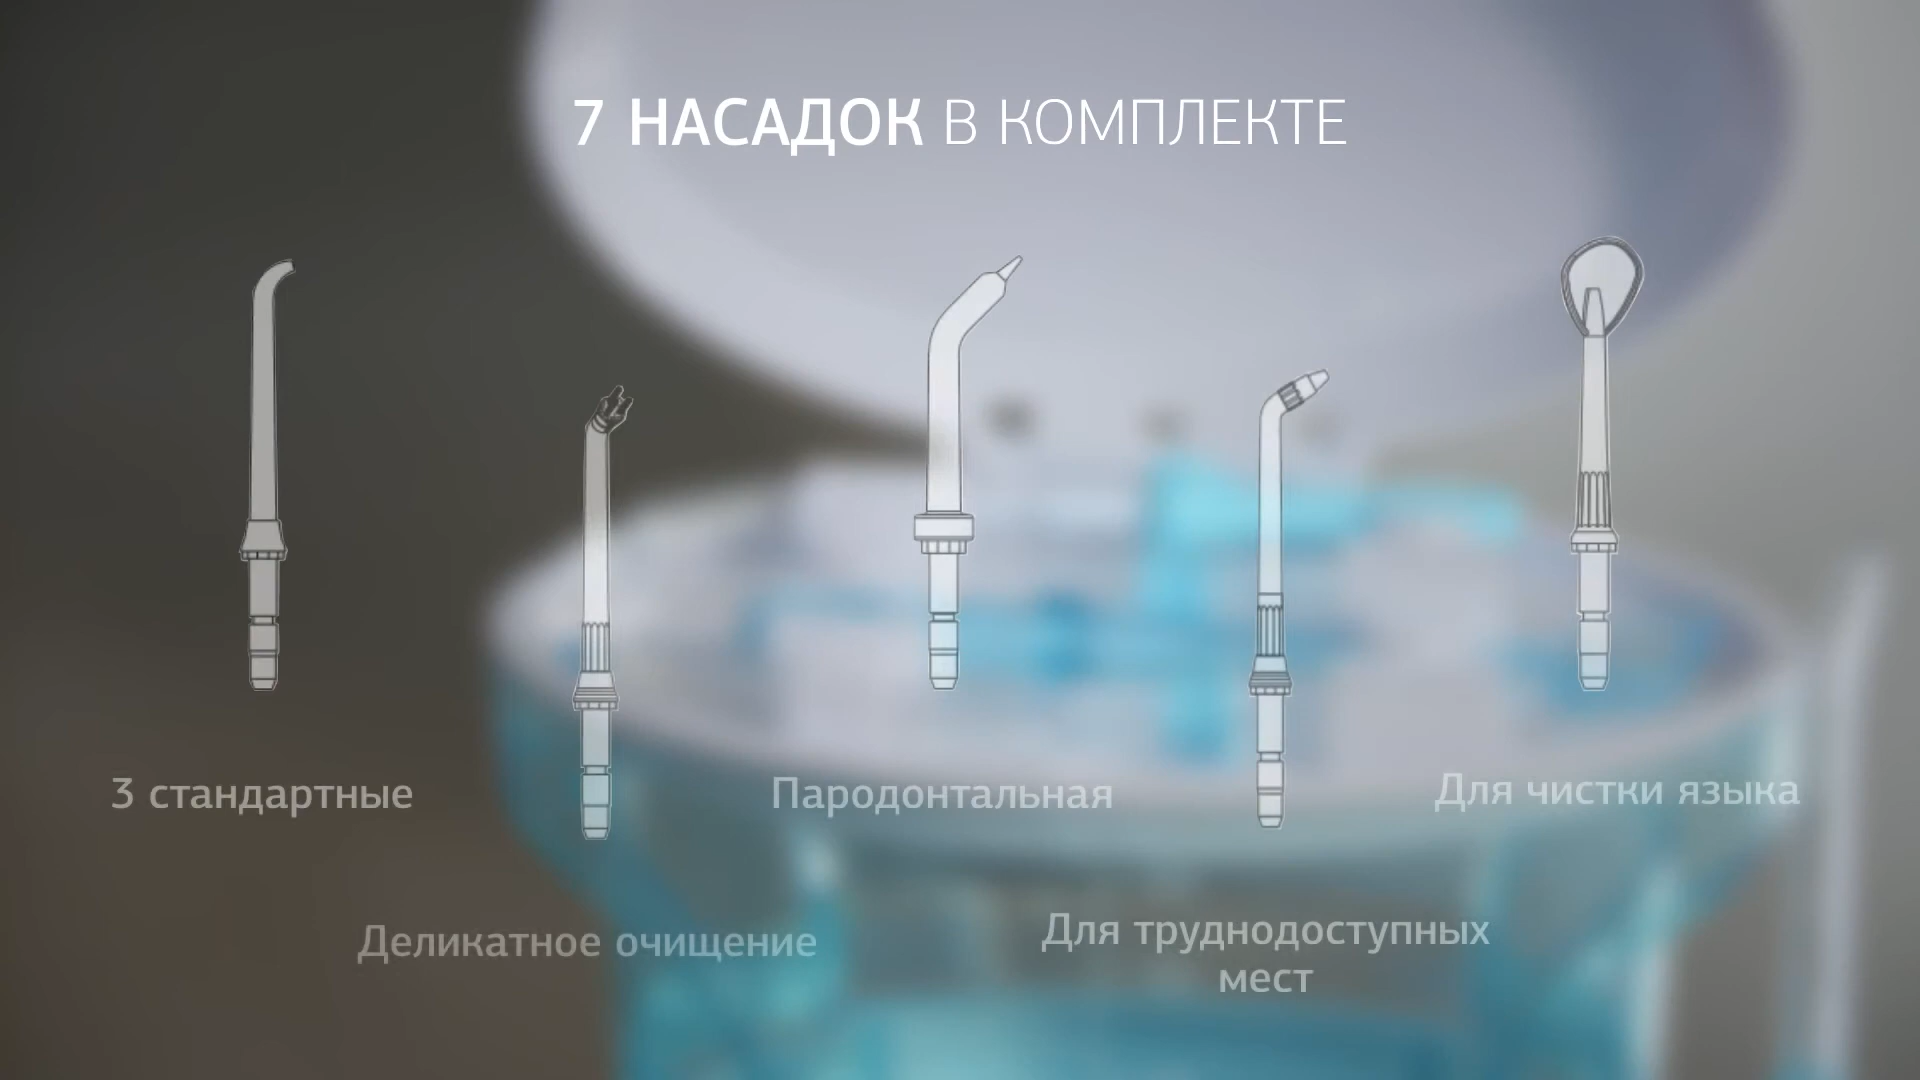 7 НАСАДОК В КОМПЛЕКТЕ
3 стандартные
Деликатное очищение
Пародонтальная
Для труднодоступных
мест
Для чистки языка